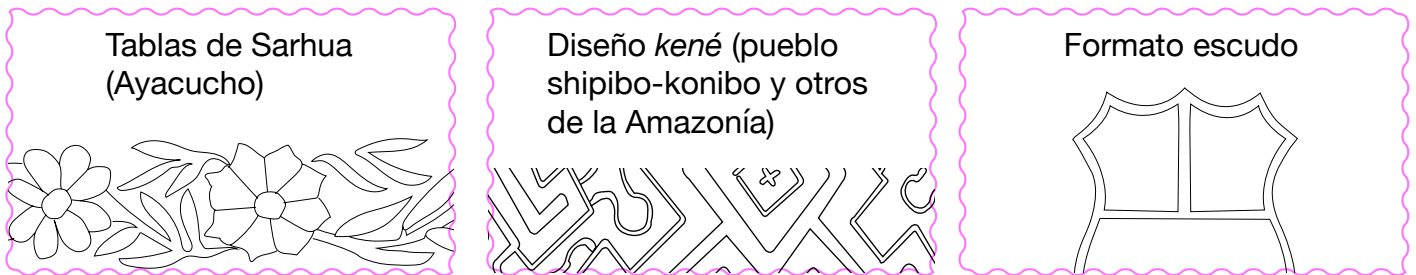 Tablas de Sarhua
(Ayacucho)
Diseño kené (pueblo
shipibo-konibo y otros
de la Amazonía)
Formato escudo